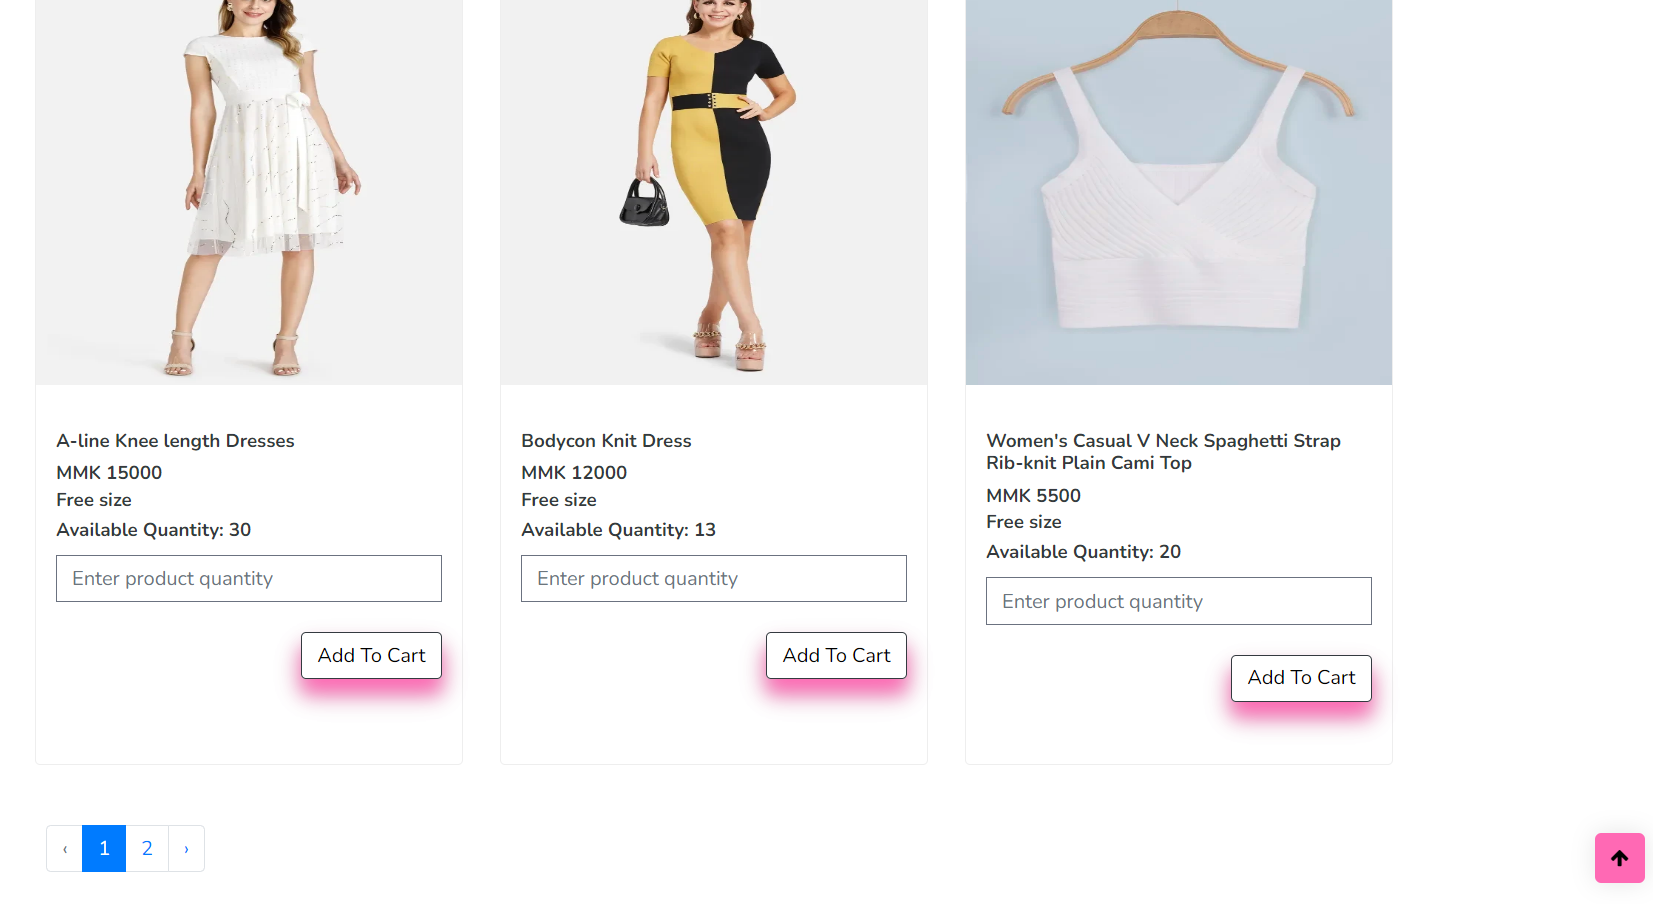 A-line Knee length Dresses
MMK 15000
Free size
Available Quantity: 30
Enter product quantity
Add To Cart
Bodycon Knit Dress
MMK 12000
Free size
Available Quantity: 13
Enter product quantity
Add To Cart
Women's Casual V Neck Spaghetti Strap
Rib-knit Plain Cami Top
MMK 5500
Free size
Available Quantity: 20
Enter product quantity
Add To Cart
‹ 1 2 ›